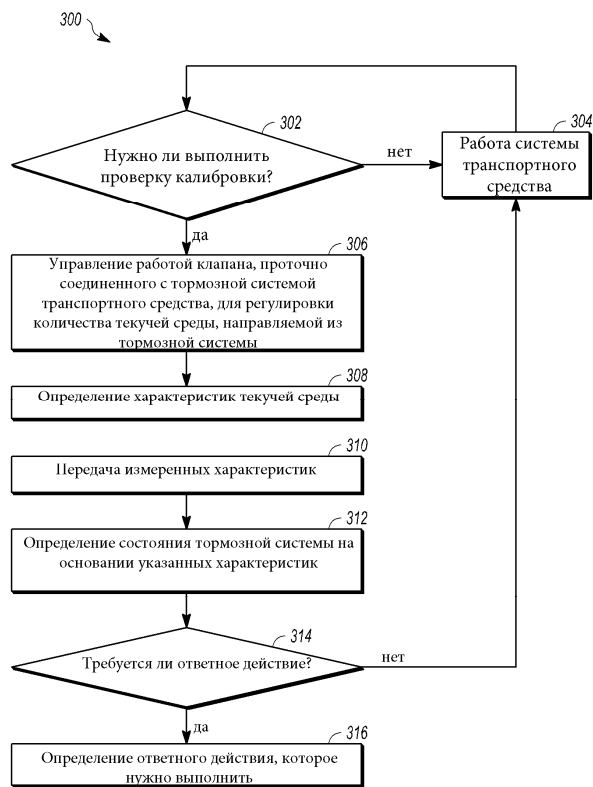 300
302
Нужно ли выполнить
проверку калибровки?
нет
304
Работа системы
транспортного
средства
да
306
Управление работой клапана, проточно
соединенного с тормозной системой
транспортного средства, для регулировки
количества текучей среды, направляемой из
тормозной системы
308
Определение характеристик текучей среды
310
Передача измеренных характеристик
312
Определение состояния тормозной системы на
основании указанных характеристик
314
Требуется ли ответное действие?
нет
да
316
Определение ответного действия, которое
нужно выполнить